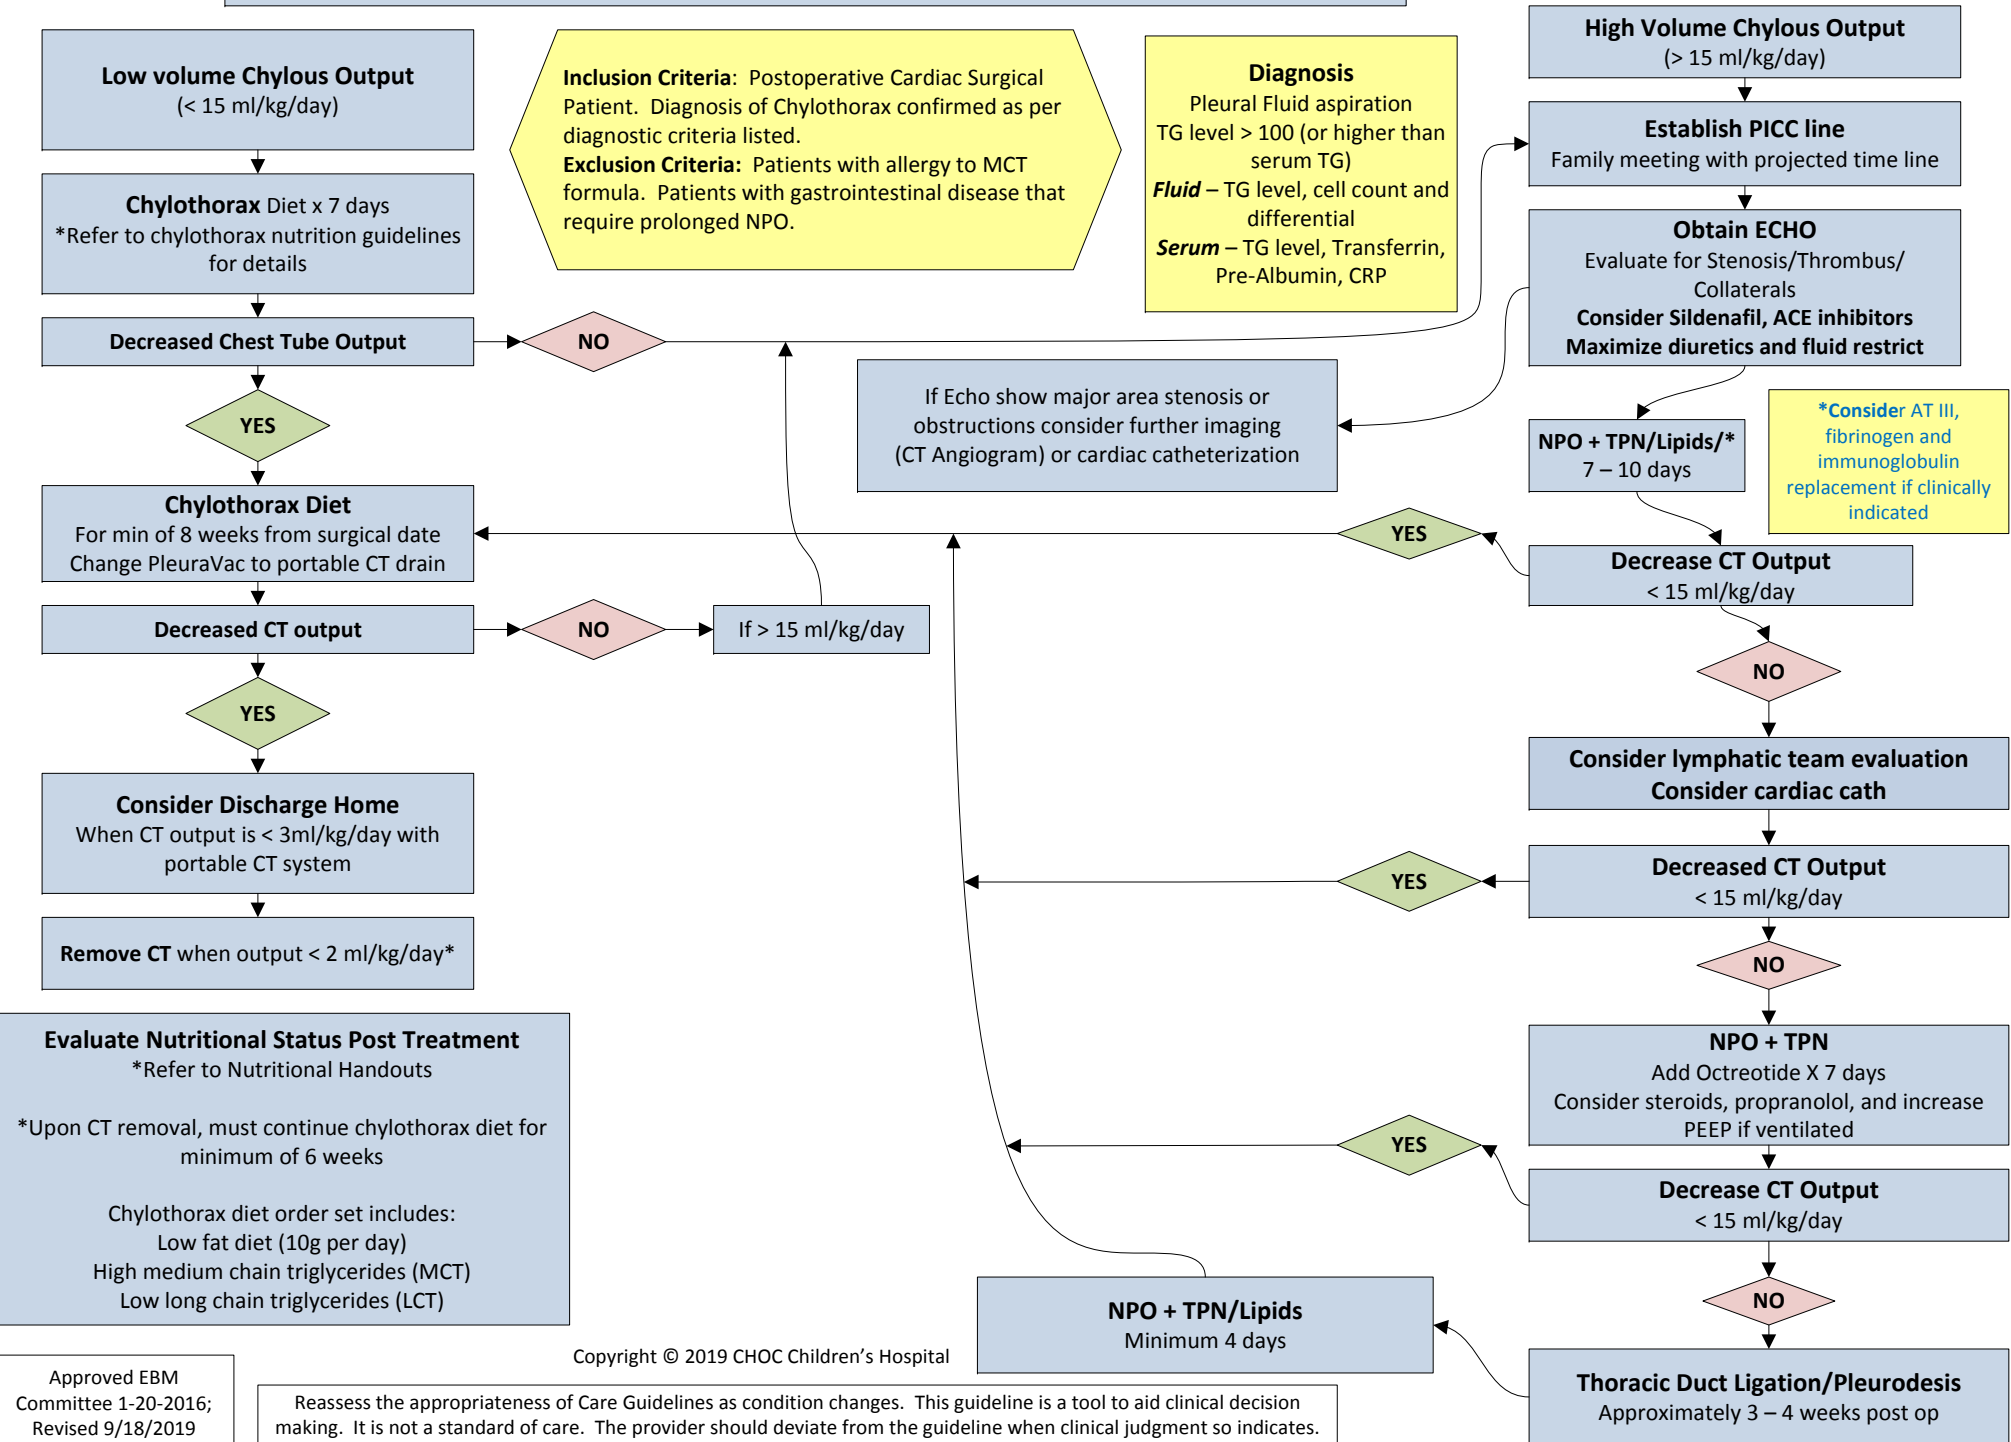 Low volume Chylous Output
(< 15 ml/kg/day)
Chylothorax Diet x 7 days
*Refer to chylothorax nutrition guidelines
for details
Decreased Chest Tube Output
NO
YES
Chylothorax Diet
For min of 8 weeks from surgical date
Change PleuraVac to portable CT drain
Decreased CT output
NO
If > 15 ml/kg/day
YES
Consider Discharge Home
When CT output is < 3ml/kg/day with
portable CT system
Remove CT when output < 2 ml/kg/day*
Evaluate Nutritional Status Post Treatment
*Refer to Nutritional Handouts
*Upon CT removal, must continue chylothorax diet for
minimum of 6 weeks
Chylothorax diet order set includes:
Low fat diet (10g per day)
High medium chain triglycerides (MCT)
Low long chain triglycerides (LCT)
Inclusion Criteria: Postoperative Cardiac Surgical
Patient. Diagnosis of Chylothorax confirmed as per
diagnostic criteria listed.
Exclusion Criteria: Patients with allergy to MCT
formula. Patients with gastrointestinal disease that
require prolonged NPO.
Diagnosis
Pleural Fluid aspiration
TG level > 100 (or higher than
serum TG)
Fluid – TG level, cell count and
differential
Serum – TG level, Transferrin,
Pre-Albumin, CRP
High Volume Chylous Output
(> 15 ml/kg/day)
Establish PICC line
Family meeting with projected time line
Obtain ECHO
Evaluate for Stenosis/Thrombus/
Collaterals
Consider Sildenafil, ACE inhibitors
Maximize diuretics and fluid restrict
If Echo show major area stenosis or
obstructions consider further imaging
(CT Angiogram) or cardiac catheterization
NPO + TPN/Lipids/*
7 – 10 days
*Consider AT III,
fibrinogen and
immunoglobulin
replacement if clinically
indicated
Decrease CT Output
< 15 ml/kg/day
YES
NO
Consider lymphatic team evaluation
Consider cardiac cath
Decreased CT Output
< 15 ml/kg/day
YES
NO
NPO + TPN
Add Octreotide X 7 days
Consider steroids, propranolol, and increase
PEEP if ventilated
Decrease CT Output
< 15 ml/kg/day
YES
NO
Thoracic Duct Ligation/Pleurodesis
Approximately 3 – 4 weeks post op
NPO + TPN/Lipids
Minimum 4 days
Copyright © 2019 CHOC Children's Hospital
Approved EBM
Committee 1-20-2016;
Revised 9/18/2019
Reassess the appropriateness of Care Guidelines as condition changes. This guideline is a tool to aid clinical decision
making. It is not a standard of care. The provider should deviate from the guideline when clinical judgment so indicates.